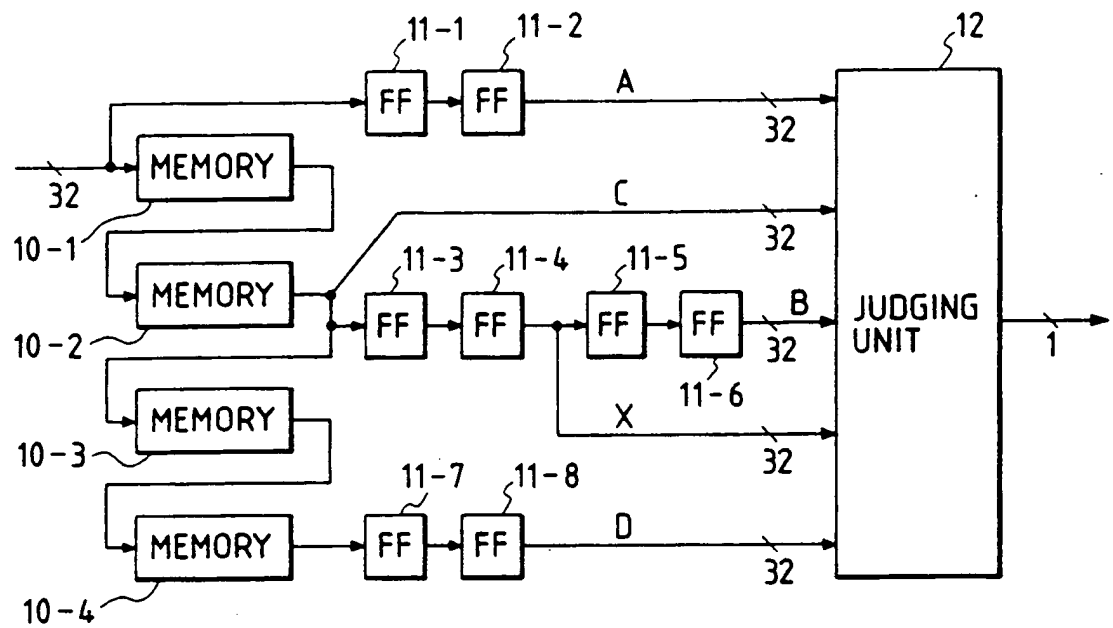 11-1
11-2
12
FF
FF
A
32
MEMORY
32
10-1
C
32
MEMORY
10-2
11-3
11-4
11-5
FF
FF
FF
FF
B
32
11-6
JUDGING
UNIT
1
MEMORY
10-3
X
32
11-7
11-8
MEMORY
FF
FF
D
32
10-4